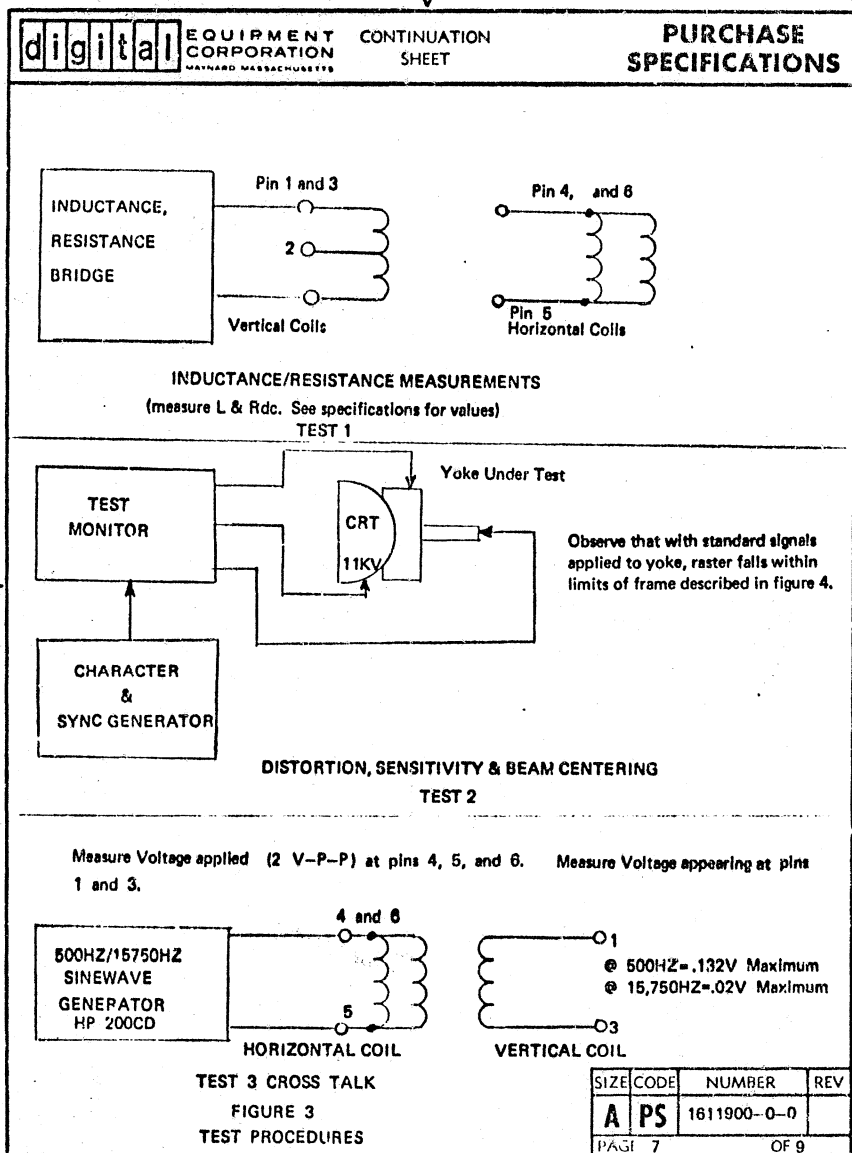 digital EQUIPMENT CORPORATION
MAYNARD MASSACHUSETTS
CONTINUATION SHEET
PURCHASE SPECIFICATIONS
INDUCTANCE,
RESISTANCE
BRIDGE
Pin 1 and 3
2
Vertical Coils
Pin 4, and 6
Pin 5
Horizontal Coils
INDUCTANCE/RESISTANCE MEASUREMENTS
(measure L & Rdc. See specifications for values)
TEST 1
TEST
MONITOR
CRT
11KV
Yoke Under Test
Observe that with standard signals
applied to yoke, raster falls within
limits of frame described in figure 4.
CHARACTER
&
SYNC GENERATOR
DISTORTION, SENSITIVITY & BEAM CENTERING
TEST 2
Measure Voltage applied (2 V-P-P) at pins 4, 5, and 6. Measure Voltage appearing at pins
1 and 3.
500HZ/15750HZ
SINEWAVE
GENERATOR
HP 200CD
4 and 6
5
HORIZONTAL COIL
1
@ 500HZ=.132V Maximum
@ 15,750HZ=.02V Maximum
3
VERTICAL COIL
TEST 3 CROSS TALK
FIGURE 3
TEST PROCEDURES
SIZE CODE NUMBER REV
A PS 1611900-0-0
PAGE 7 OF 9